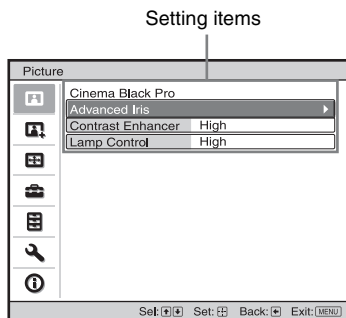 Setting items
Picture
Cinema Black Pro
Advanced Iris
Contrast Enhancer High
Lamp Control High
Sel: Set: Back: Exit: MENU